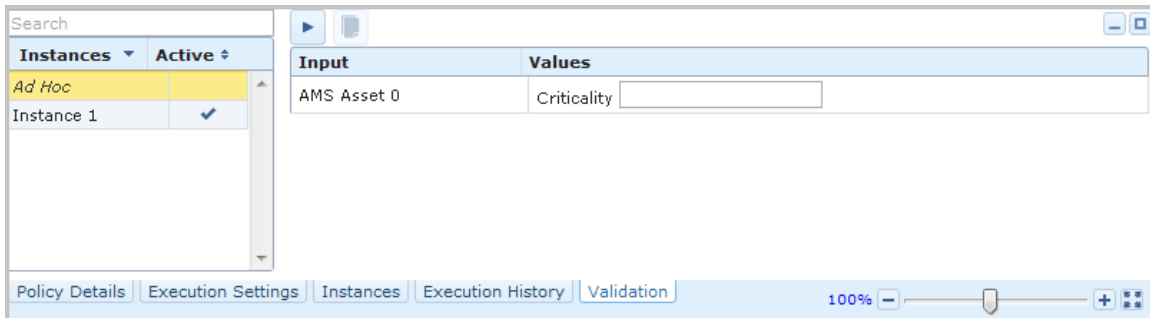 Search
Instances Active
Input Values
Ad Hoc
AMS Asset 0 Criticality
Instance 1
Policy Details Execution Settings Instances Execution History Validation 100%